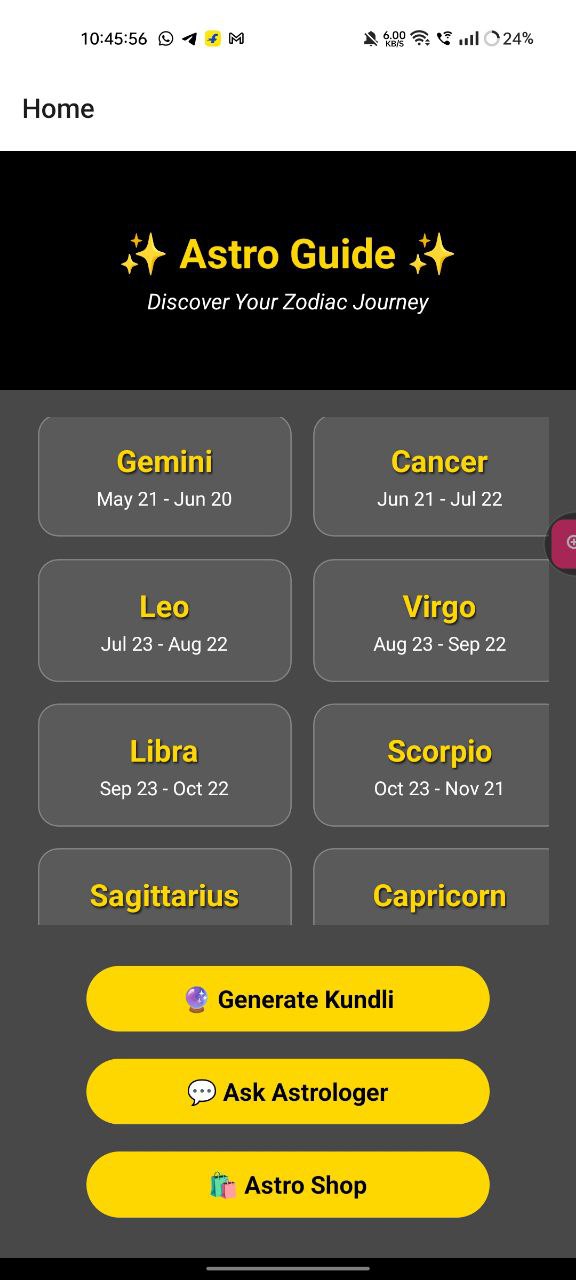 10:45:56 6.00 KB/S 24%
Home
✨ Astro Guide ✨
Discover Your Zodiac Journey
Gemini Cancer
May 21 - Jun 20 Jun 21 - Jul 22
Leo Virgo
Jul 23 - Aug 22 Aug 23 - Sep 22
Libra Scorpio
Sep 23 - Oct 22 Oct 23 - Nov 21
Sagittarius Capricorn
🔮 Generate Kundli
💬 Ask Astrologer
🛍️ Astro Shop